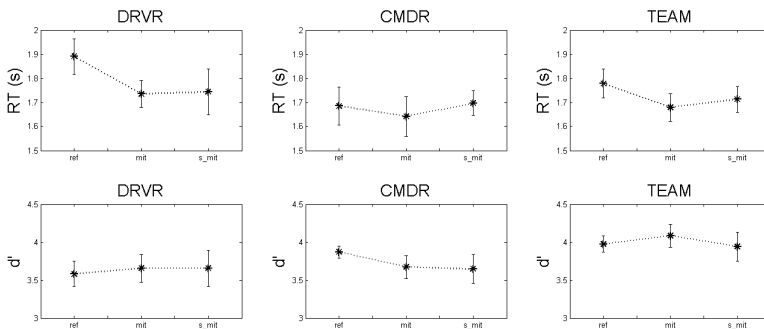 DRVR
CMDR
TEAM
RT (s)
2
1.9
1.8
1.7
1.6
1.5
ref
mit
s_mit
RT (s)
2
1.9
1.8
1.7
1.6
1.5
ref
mit
s_mit
RT (s)
2
1.9
1.8
1.7
1.6
1.5
ref
mit
s_mit
DRVR
CMDR
TEAM
d'
4.5
4
3.5
3
ref
mit
s_mit
d'
4.5
4
3.5
3
ref
mit
s_mit
d'
4.5
4
3.5
3
ref
mit
s_mit